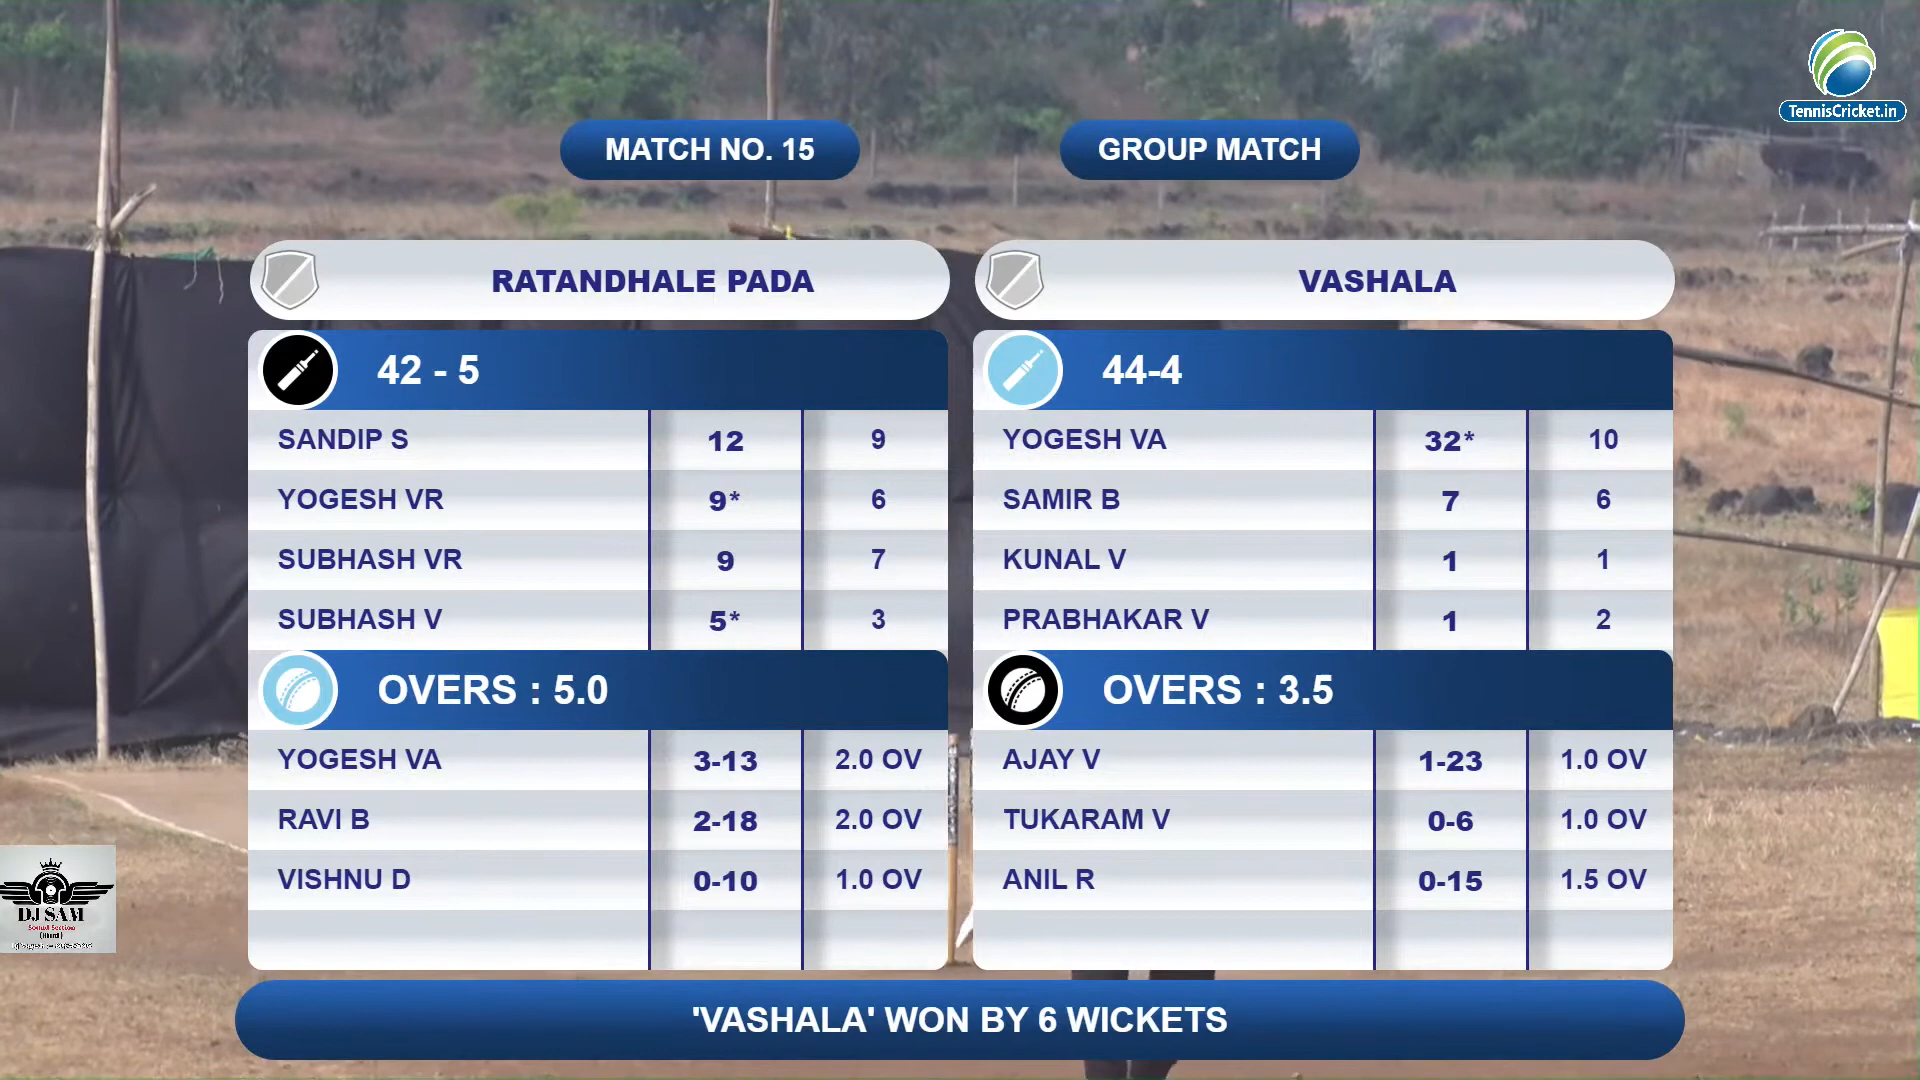 TennisCricket.in
MATCH NO. 15
GROUP MATCH
RATANDHALE PADA
42 - 5
SANDIP S 12 9
YOGESH VR 9* 6
SUBHASH VR 9 7
SUBHASH V 5* 3
OVERS : 5.0
YOGESH VA 3-13 2.0 OV
RAVI B 2-18 2.0 OV
VISHNU D 0-10 1.0 OV
VASHALA
44-4
YOGESH VA 32* 10
SAMIR B 7 6
KUNAL V 1 1
PRABHAKAR V 1 2
OVERS : 3.5
AJAY V 1-23 1.0 OV
TUKARAM V 0-6 1.0 OV
ANIL R 0-15 1.5 OV
DJ SAM
Sound Section
'VASHALA' WON BY 6 WICKETS